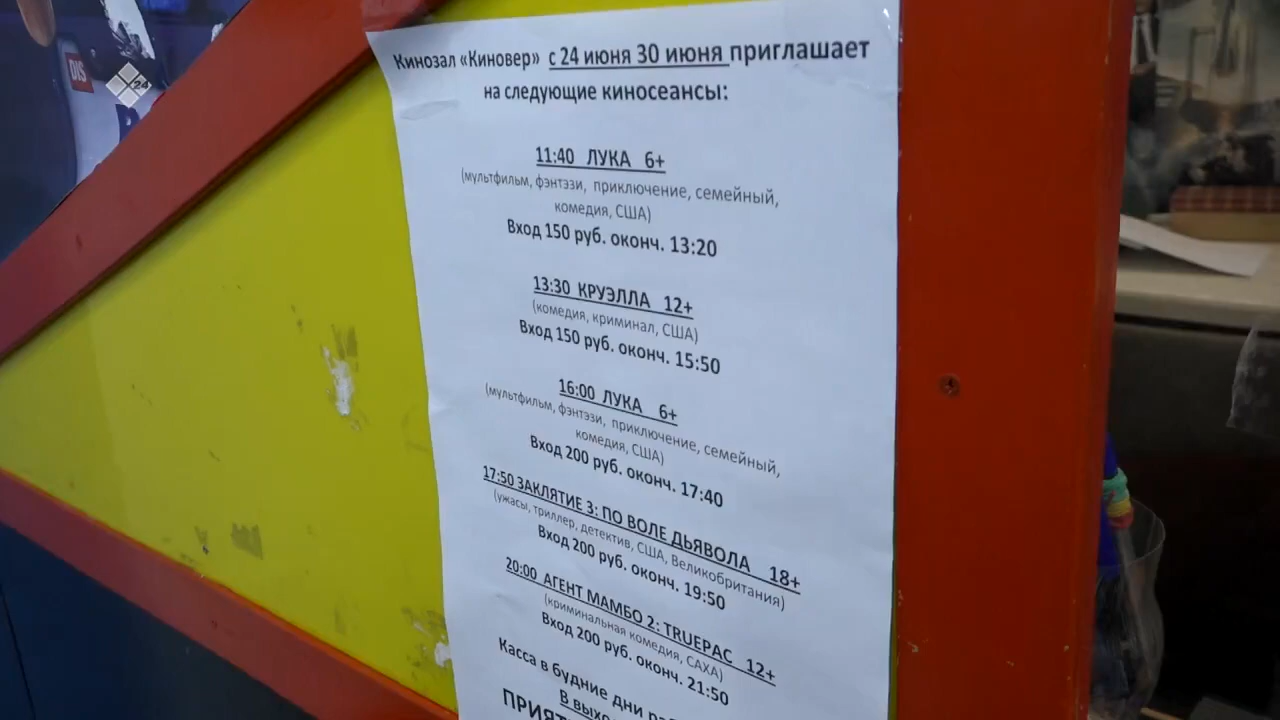 DIS
24
Кинозал «Киновер» с 24 июня 30 июня приглашает
на следующие киносеансы:
11:40 ЛУКА 6+
(мультфильм, фэнтэзи, приключение, семейный,
комедия, США)
Вход 150 руб. оконч. 13:20
13:30 КРУЭЛЛА 12+
(комедия, криминал, США)
Вход 150 руб. оконч. 15:50
16:00 ЛУКА 6+
(мультфильм, фэнтэзи, приключение, семейный,
комедия, США)
Вход 200 руб. оконч. 17:40
17:50 ЗАКЛЯТИЕ 3: ПО ВОЛЕ ДЬЯВОЛА 18+
(ужасы, триллер, детектив, США, Великобритания)
Вход 200 руб. оконч. 19:50
20:00 АГЕНТ МАМБО 2: TRUEPAC 12+
(криминальная комедия, САХА)
Вход 200 руб. оконч. 21:50
Касса в будние дни
В